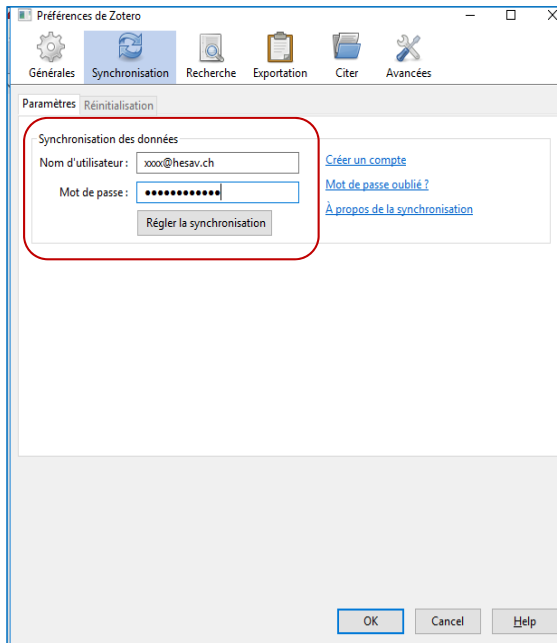 Préférences de Zotero
Générales Synchronisation Recherche Exportation Citer Avancées
Paramètres Réinitialisation
Synchronisation des données
Nom d'utilisateur : xxxx@hesav.ch Créer un compte
Mot de passe : •••••••••••• Mot de passe oublié ?
À propos de la synchronisation
Régler la synchronisation
OK Cancel Help